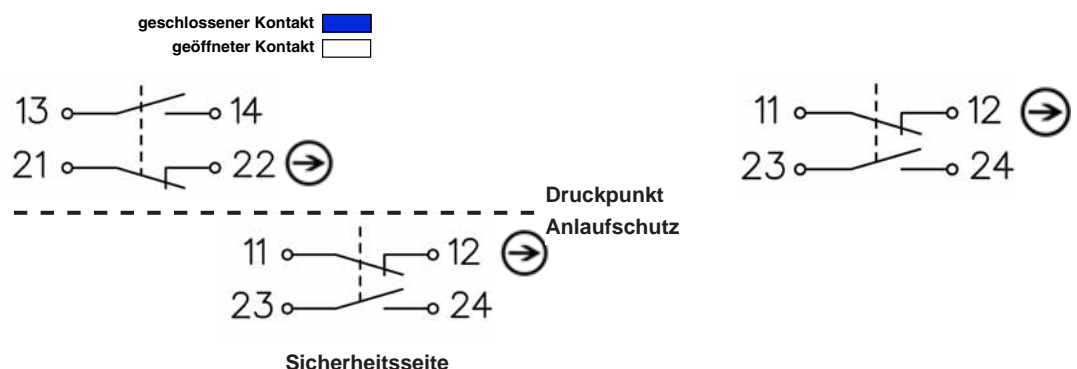 geschlossener Kontakt
geöffneter Kontakt
13 14
21 22
11 12
23 24
Druckpunkt
Anlaufschutz
11 12
23 24
Sicherheitsseite